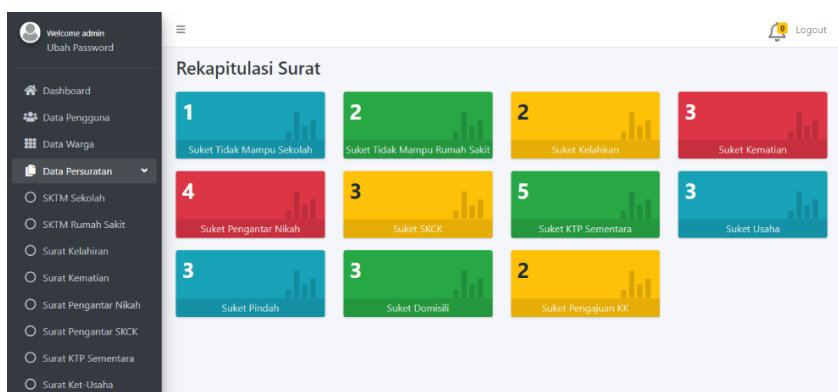 Welcome admin
Ubah Password
Dashboard
Data Pengguna
Data Warga
Data Persuratan
SKTM Sekolah
SKTM Rumah Sakit
Surat Kelahiran
Surat Kematian
Surat Pengantar Nikah
Surat Pengantar SKCK
Surat KTP Sementara
Surat Ket-Usaha
0
Logout
Rekapitulasi Surat
1
Suket Tidak Mampu Sekolah
2
Suket Tidak Mampu Rumah Sakit
2
Suket Kelahiran
3
Suket Kematian
4
Suket Pengantar Nikah
3
Suket SKCK
5
Suket KTP Sementara
3
Suket Usaha
3
Suket Pindah
3
Suket Domisili
2
Suket Pengajuan KK